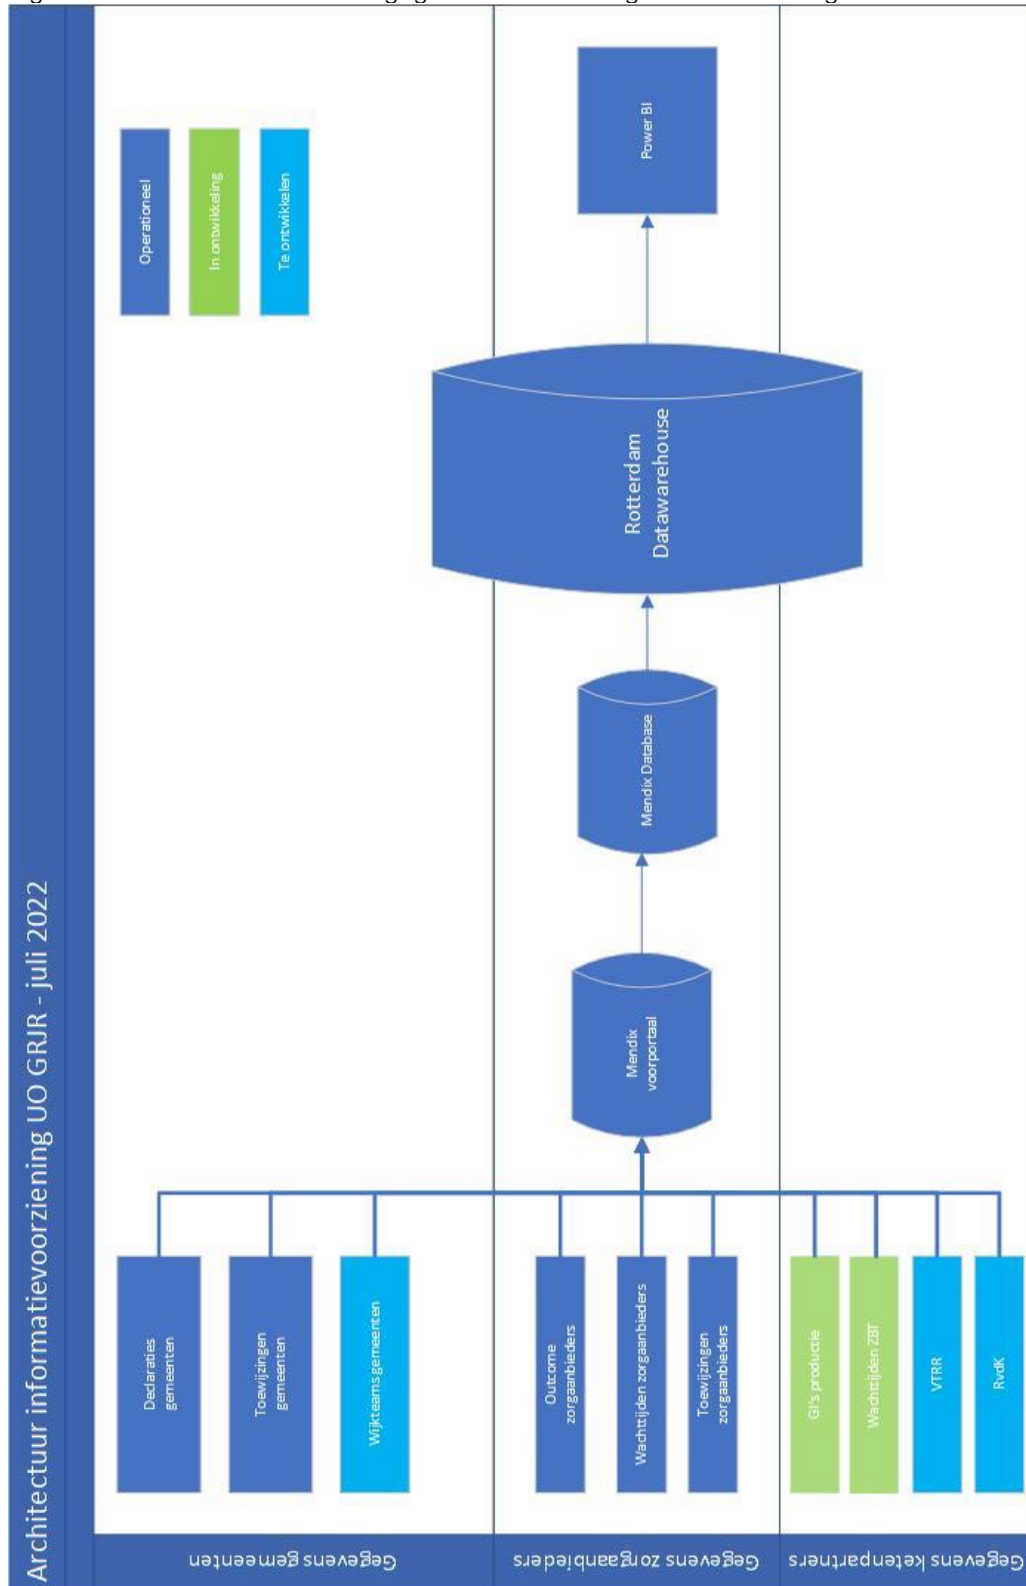 Architectuur informatievoorziening UO GRJR - juli 2022
Gegevens gemeenten
Declaraties
gemeenten
Toewijzingen
gemeenten
Wijkteams gemeenten
Operationeel
In ontwikkeling
Te ontwikkelen
Gegevens zorgaanbieders
Outcome
zorgaanbieders
Wachttijden zorgaanbieders
Toewijzingen
zorgaanbieders
Mendix
voorportaal
Mendix Database
Rotterdam
Datawarehouse
Power BI
Gegevens ketenpartners
GI's productie
Wachttijden ZBT
VTRR
RvdK